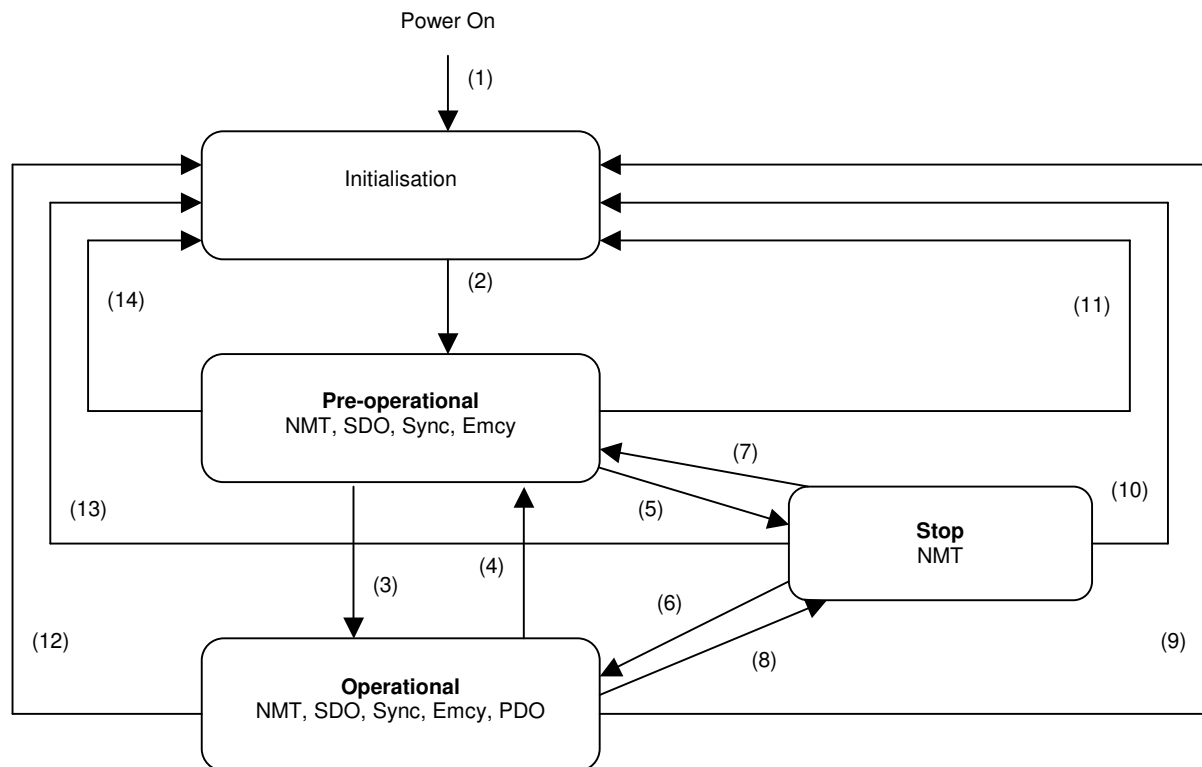 Power On
(1)
Initialisation
(2)
(14)
(11)
Pre-operational
NMT, SDO, Sync, Emcy
(7)
(13)
(5)
(10)
Stop
NMT
(3)
(4)
(6)
(12)
(8)
(9)
Operational
NMT, SDO, Sync, Emcy, PDO